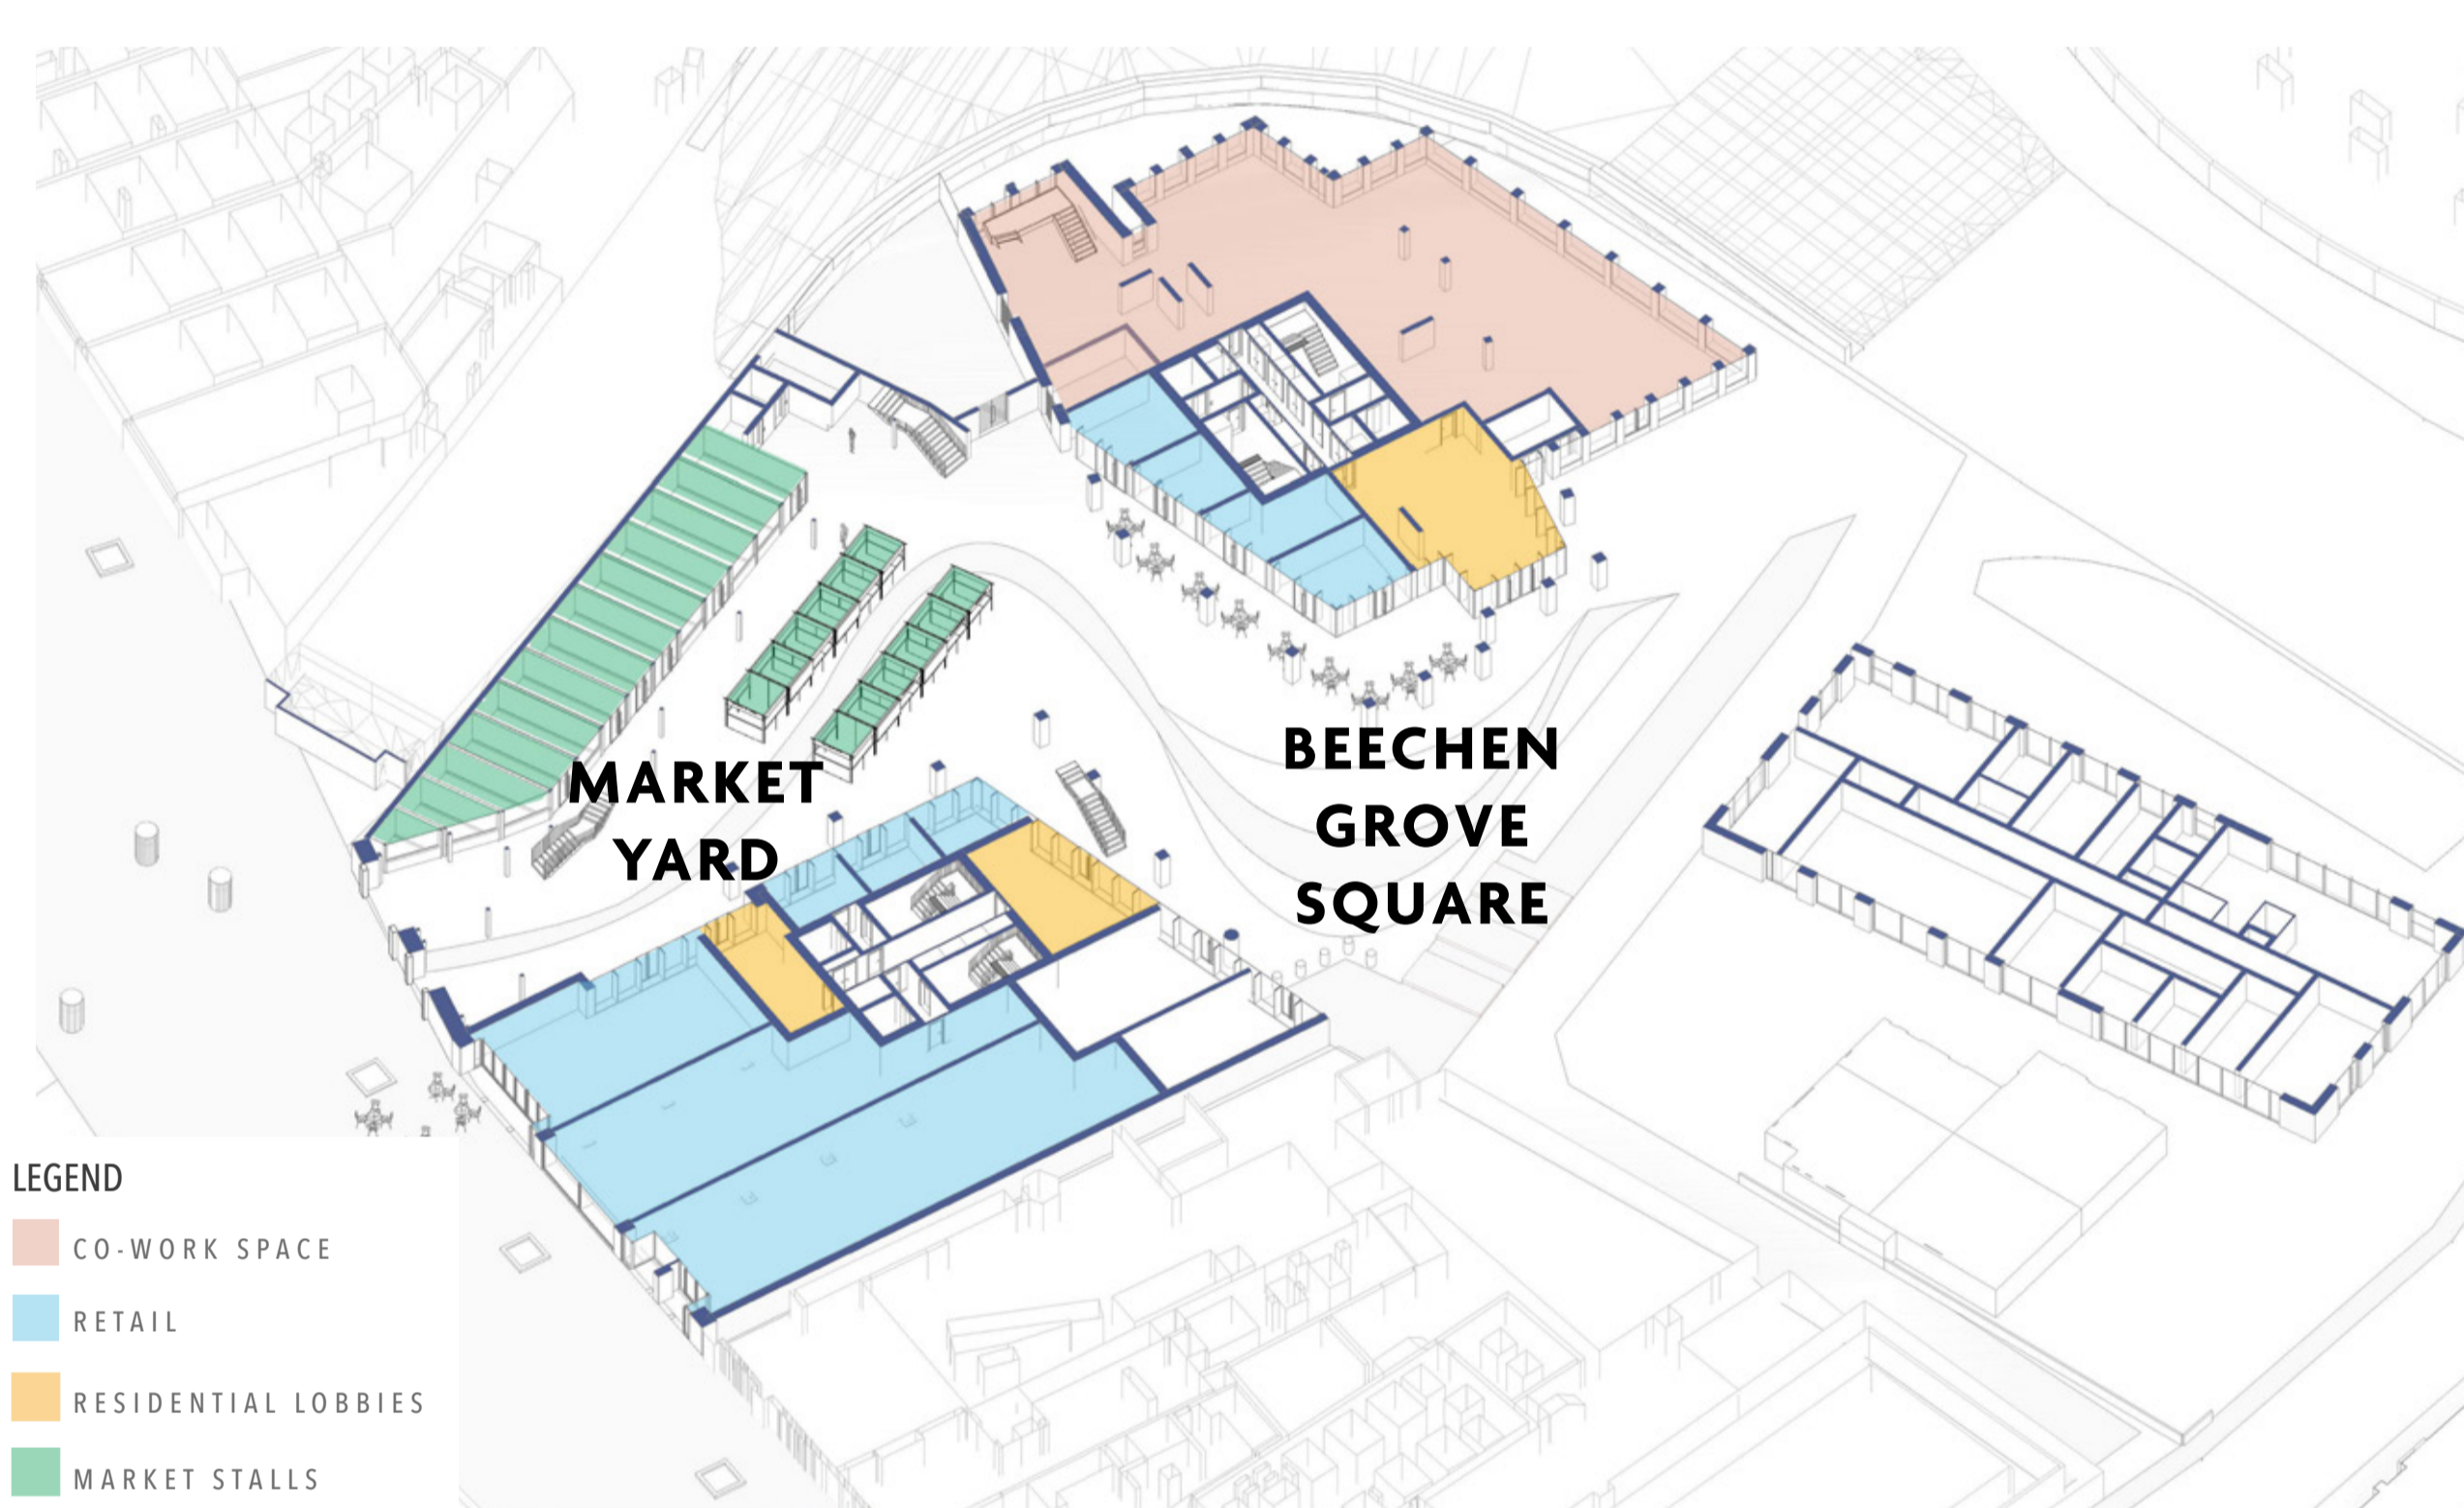 MARKET
YARD
BEECHEN
GROVE
SQUARE
LEGEND
CO-WORK SPACE
RETAIL
RESIDENTIAL LOBBIES
MARKET STALLS